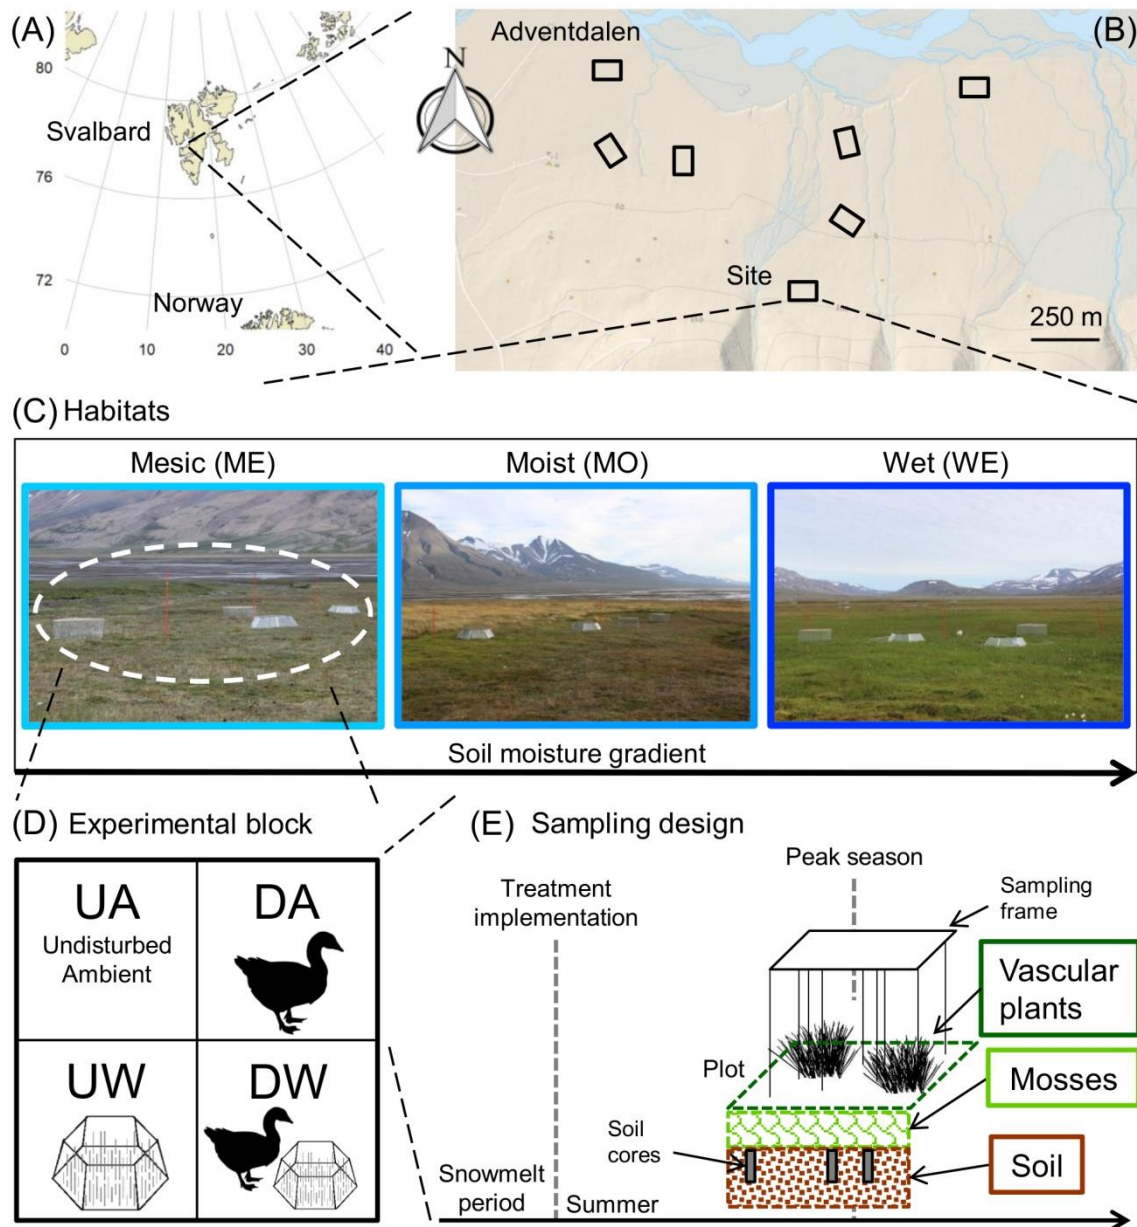 (A)
80
Svalbard
76
72
Norway
0 10 20 30 40
N
Adventdalen
(B)
Site
250 m
(C) Habitats
Mesic (ME)
Moist (MO)
Wet (WE)
Soil moisture gradient
(D) Experimental block
UA
Undisturbed
Ambient
DA
UW
DW
(E) Sampling design
Peak season
Treatment
implementation
Sampling
frame
Vascular
plants
Plot
Mosses
Soil
cores
Soil
Snowmelt
period
Summer